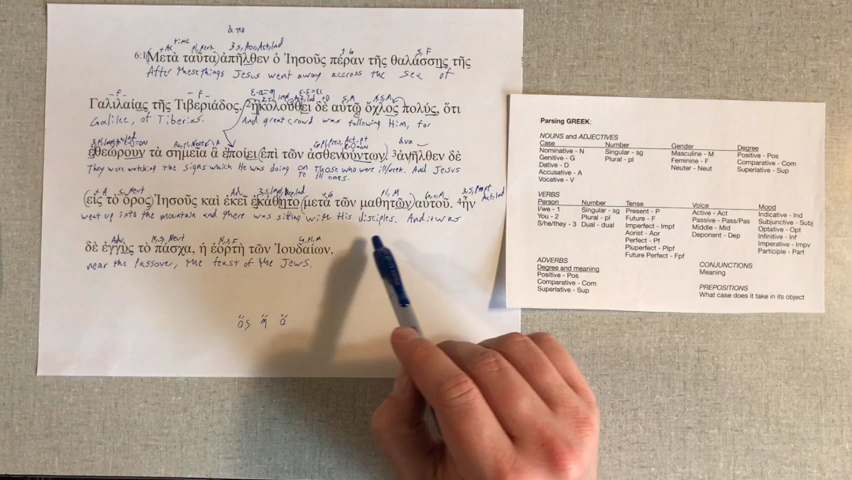 6:1 Μετὰ ταῦτα ἀπῆλθεν ὁ Ἰησοῦς πέραν τῆς θαλάσσης τῆς
After these things Jesus went away accross the sea of
Γαλιλαίας τῆς Τιβεριάδος. ²ἠκολούθει δὲ αὐτῷ ὄχλος πολύς, ὅτι
Galilee, of Tiberias. And great crowd was following Him, for
ἐθεώρουν τὰ σημεῖα ἃ ἐποίει ἐπὶ τῶν ἀσθενούντων. ³ἀνῆλθεν δὲ
They were watching the signs which He was doing on those who were ill/weak. And Jesus
to ill ones.
εἰς τὸ ὄρος Ἰησοῦς καὶ ἐκεῖ ἐκάθητο μετὰ τῶν μαθητῶν αὐτοῦ. ⁴ἦν
went up into the mountain and there was sitting with His disciples. And it was
δὲ ἐγγὺς τὸ πάσχα, ἡ ἑορτὴ τῶν Ἰουδαίων.
near the Passover, the feast of the Jews.
Parsing GREEK:
NOUNS and ADJECTIVES
Case Number Gender Degree
Nominative - N Singular - sg Masculine - M Positive - Pos
Genitive - G Plural - pl Feminine - F Comparative - Com
Dative - D Neuter - Neut Superlative - Sup
Accusative - A
Vocative - V
VERBS
Person Number Tense Voice Mood
I/we - 1 Singular - sg Present - P Active - Act Indicative - Ind
You - 2 Plural - pl Future - F Passive - Pass/Pas Subjunctive - Subj
S/he/they - 3 Dual - dual Imperfect - Impf Middle - Mid Optative - Opt
Aorist - Aor Deponent - Dep Infinitive - Inf
Perfect - Pf Imperative - Impv
Pluperfect - Plpf Participle - Part
Future Perfect - Fpf
ADVERBS
Degree and meaning
Positive - Pos
Comparative - Com
Superlative - Sup
CONJUNCTIONS
Meaning
PREPOSITIONS
What case does it take in its object